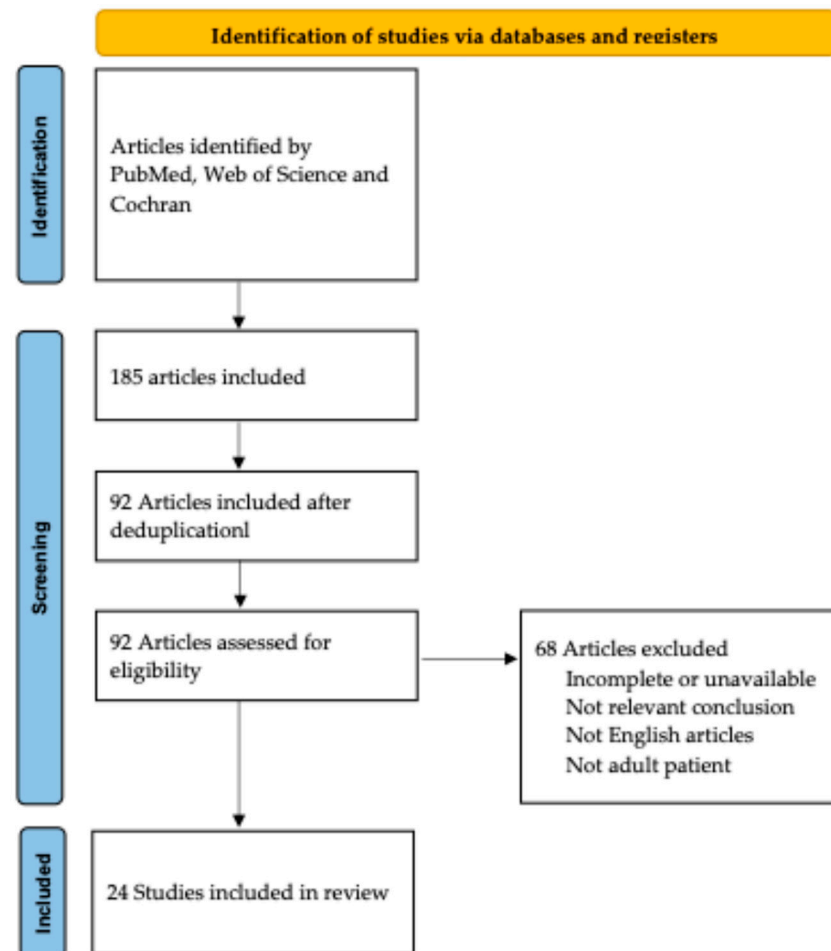 Identification of studies via databases and registers
Identification
Articles identified by
PubMed, Web of Science and
Cochran
Screening
185 articles included
92 Articles included after
deduplicationl
92 Articles assessed for
eligibility
68 Articles excluded
Incomplete or unavailable
Not relevant conclusion
Not English articles
Not adult patient
Included
24 Studies included in review